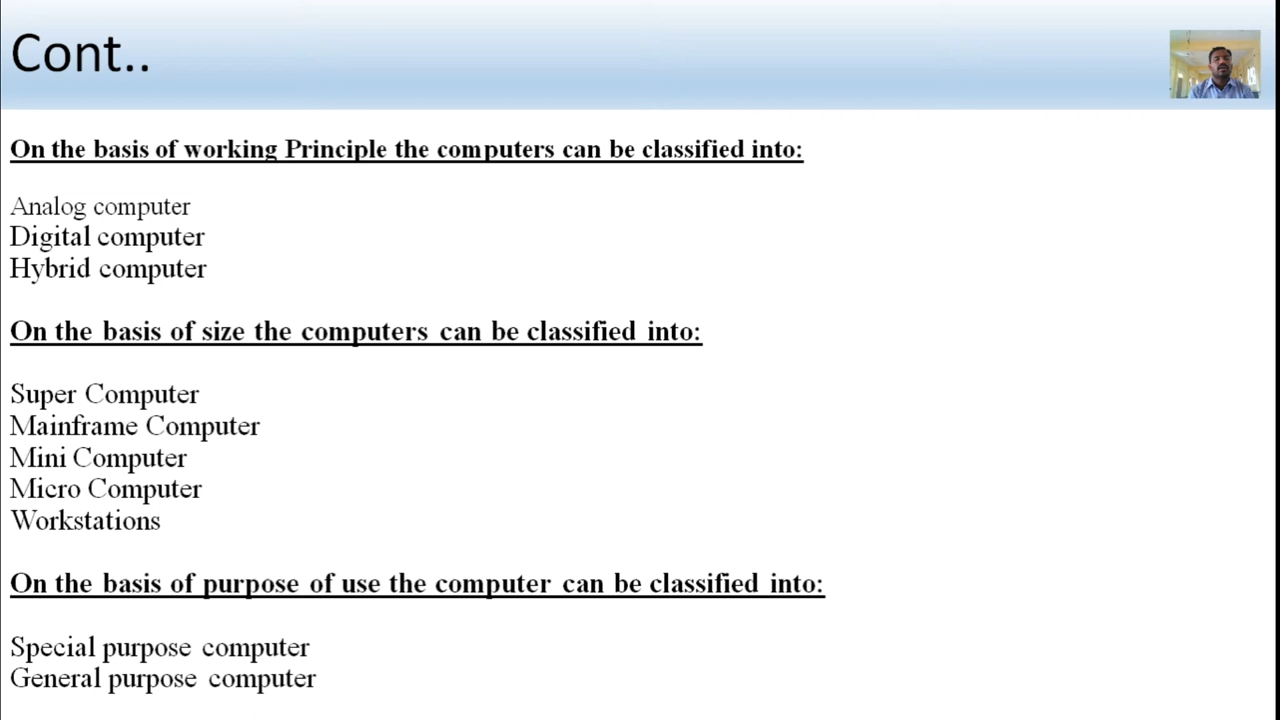 Cont..
On the basis of working Principle the computers can be classified into:
Analog computer
Digital computer
Hybrid computer
On the basis of size the computers can be classified into:
Super Computer
Mainframe Computer
Mini Computer
Micro Computer
Workstations
On the basis of purpose of use the computer can be classified into:
Special purpose computer
General purpose computer